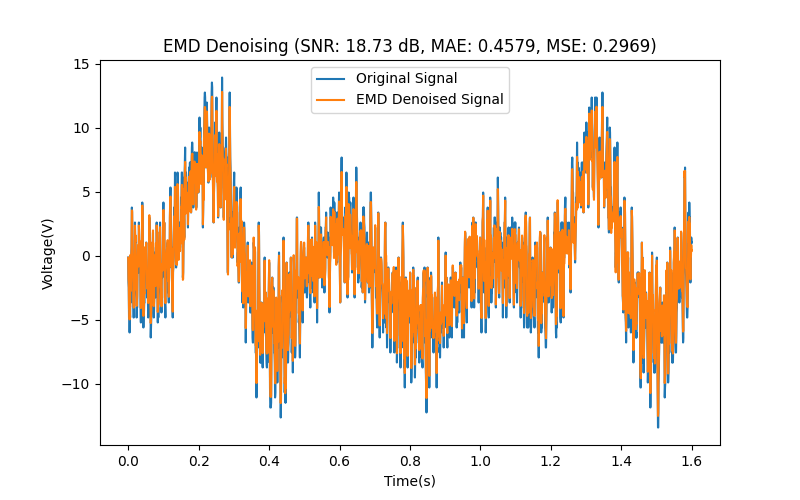 EMD Denoising (SNR: 18.73 dB, MAE: 0.4579, MSE: 0.2969)
Original Signal
EMD Denoised Signal
15
10
5
0
−5
−10
Voltage(V)
0.0 0.2 0.4 0.6 0.8 1.0 1.2 1.4 1.6
Time(s)